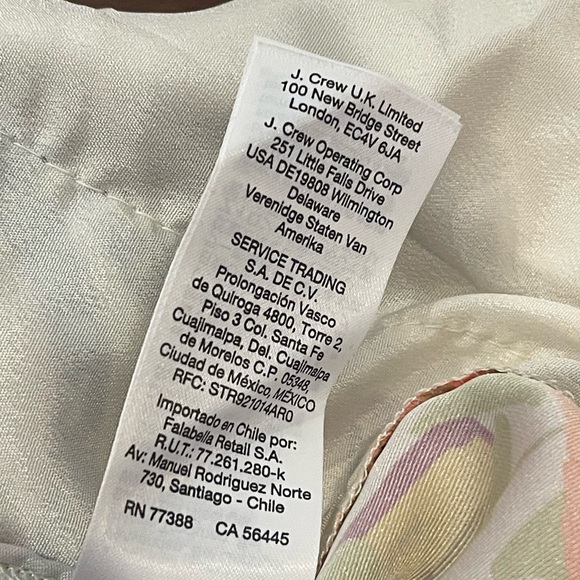 J. Crew U.K. Limited
100 New Bridge Street
London, EC4V 6JA
J. Crew Operating Corp
251 Little Falls Drive
USA DE19808 Wilmington
Delaware
Verenidge Staten Van
Amerika
SERVICE TRADING
S.A. DE C.V.
Prolongación Vasco
de Quiroga 4800, Torre 2,
Piso 3 Col. Santa Fe
Cuajimalpa, Del. Cuajimalpa
de Morelos C.P. 05348,
Ciudad de México, MÉXICO
RFC: STR921014AR0
Importado en Chile por:
Falabella Retail S.A.
R.U.T.: 77.261.280-k
Av: Manuel Rodriguez Norte
730, Santiago - Chile
RN 77388 CA 56445